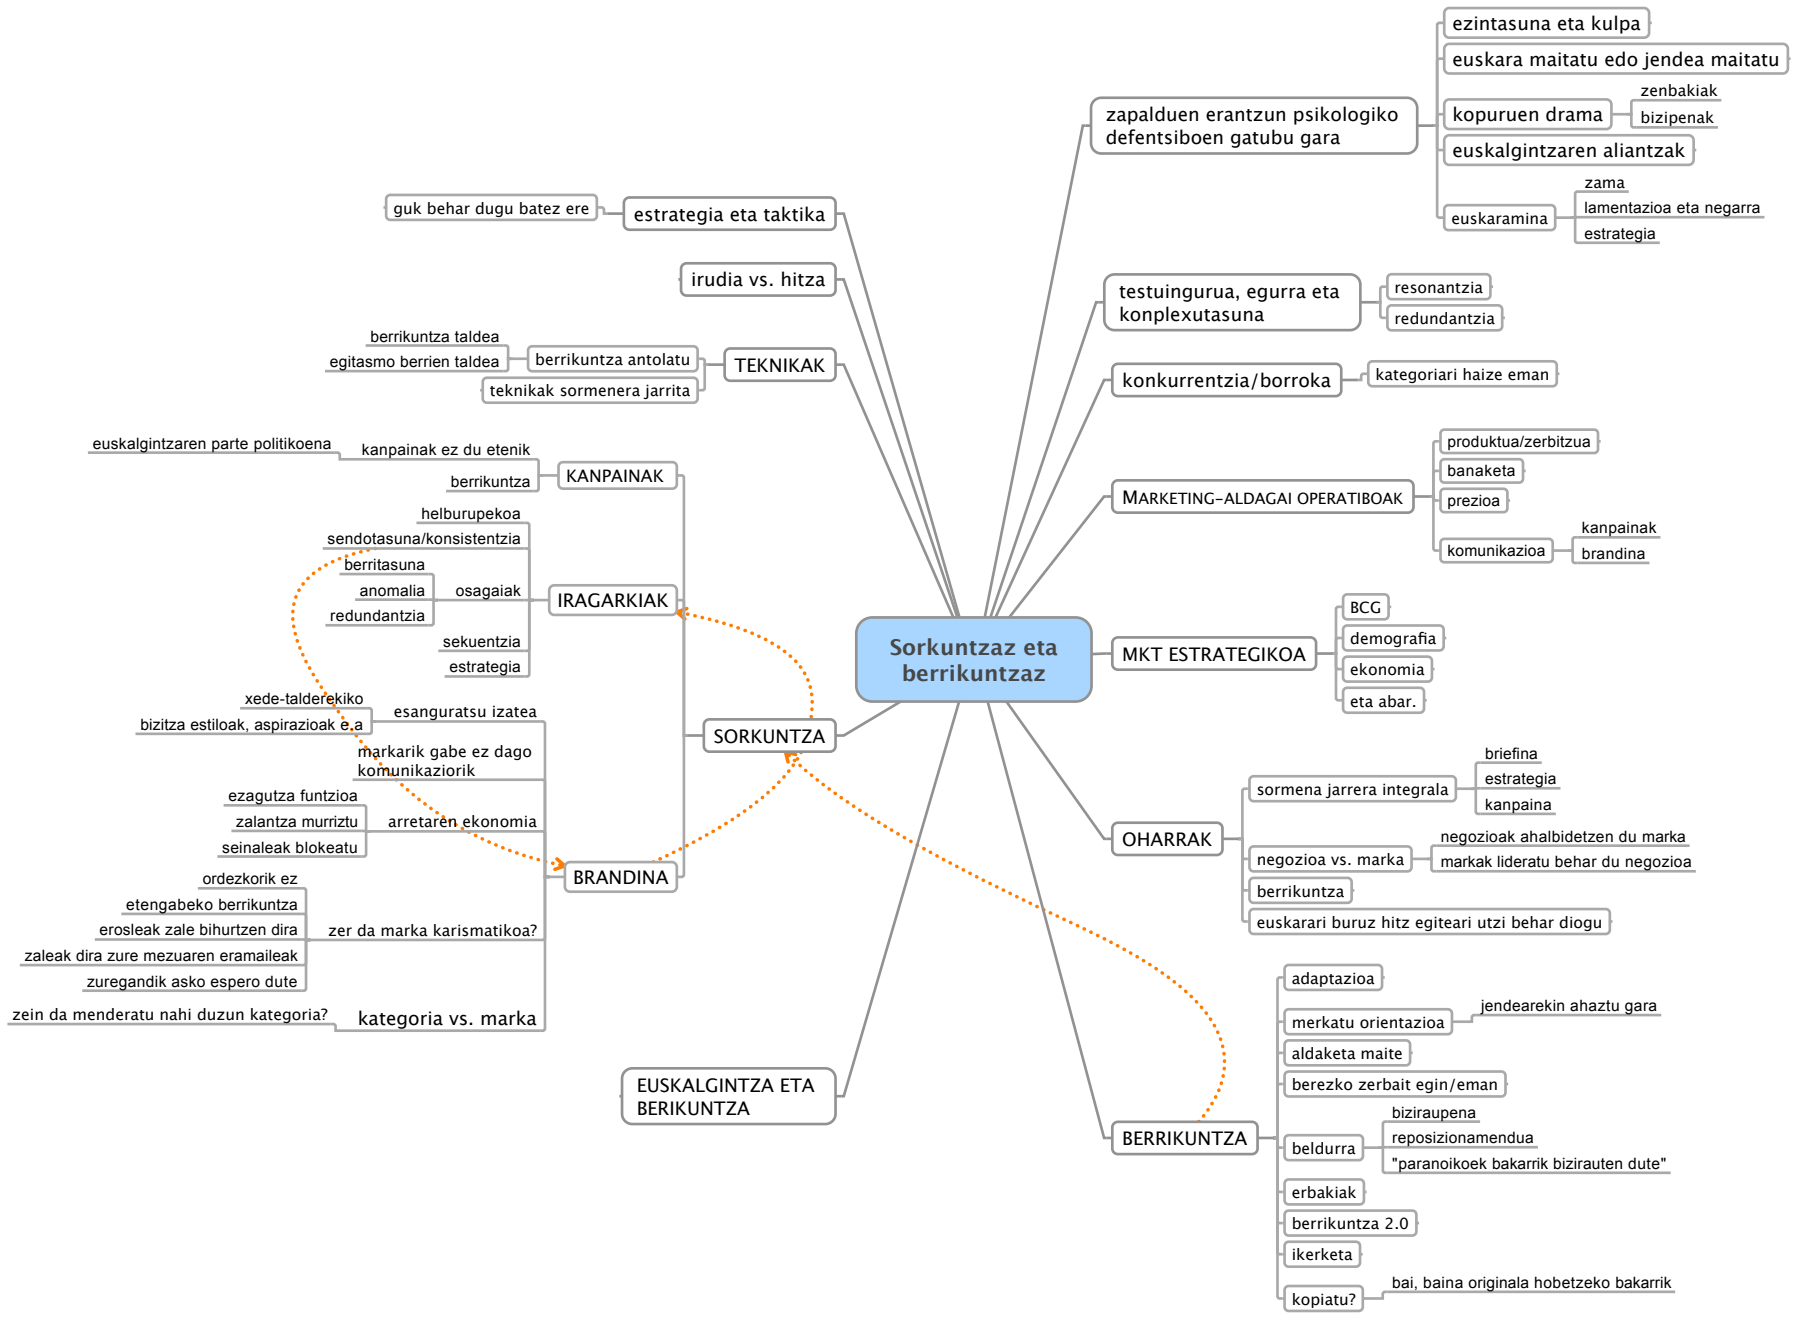 Sorkuntzaz eta
berrikuntzaz
zapalduen erantzun psikologiko
defentsiboen gatubu gara
ezintasuna eta kulpa
euskara maitatu edo jendea maitatu
kopuruen drama
zenbakiak
bizipenak
euskalgintzaren aliantzak
euskaramina
zama
lamentazioa eta negarra
estrategia
testuingurua, egurra eta
konplexutasuna
resonantzia
redundantzia
konkurrentzia/borroka
kategoriari haize eman
MARKETING-ALDAGAI OPERATIBOAK
produktua/zerbitzua
banaketa
prezioa
komunikazioa
kanpainak
brandina
MKT ESTRATEGIKOA
BCG
demografia
ekonomia
eta abar.
OHARRAK
sormena jarrera integrala
briefina
estrategia
kanpaina
negozioa vs. marka
negozioak ahalbidetzen du marka
markak lideratu behar du negozioa
berrikuntza
euskarari buruz hitz egiteari utzi behar diogu
BERRIKUNTZA
adaptazioa
merkatu orientazioa
jendearekin ahaztu gara
aldaketa maite
berezko zerbait egin/eman
beldurra
biziraupena
reposizionamendua
"paranoikoek bakarrik bizirauten dute"
erbakiak
berrikuntza 2.0
ikerketa
kopiatu?
bai, baina originala hobetzeko bakarrik
estrategia eta taktika
guk behar dugu batez ere
irudia vs. hitza
TEKNIKAK
berrikuntza antolatu
berrikuntza taldea
egitasmo berrien taldea
teknikak sormenera jarrita
SORKUNTZA
KANPAINAK
kanpainak ez du etenik
euskalgintzaren parte politikoena
berrikuntza
IRAGARKIAK
helburupekoa
sendotasuna/konsistentzia
osagaiak
berritasuna
anomalia
redundantzia
sekuentzia
estrategia
BRANDINA
esanguratsu izatea
xede-talderekiko
bizitza estiloak, aspirazioak e.a
markarik gabe ez dago
komunikaziorik
arretaren ekonomia
ezagutza funtzioa
zalantza murriztu
seinaleak blokeatu
zer da marka karismatikoa?
ordezkorik ez
etengabeko berrikuntza
erosleak zale bihurtzen dira
zaleak dira zure mezuaren eramaileak
zuregandik asko espero dute
kategoria vs. marka
zein da menderatu nahi duzun kategoria?
EUSKALGINTZA ETA
BERIKUNTZA